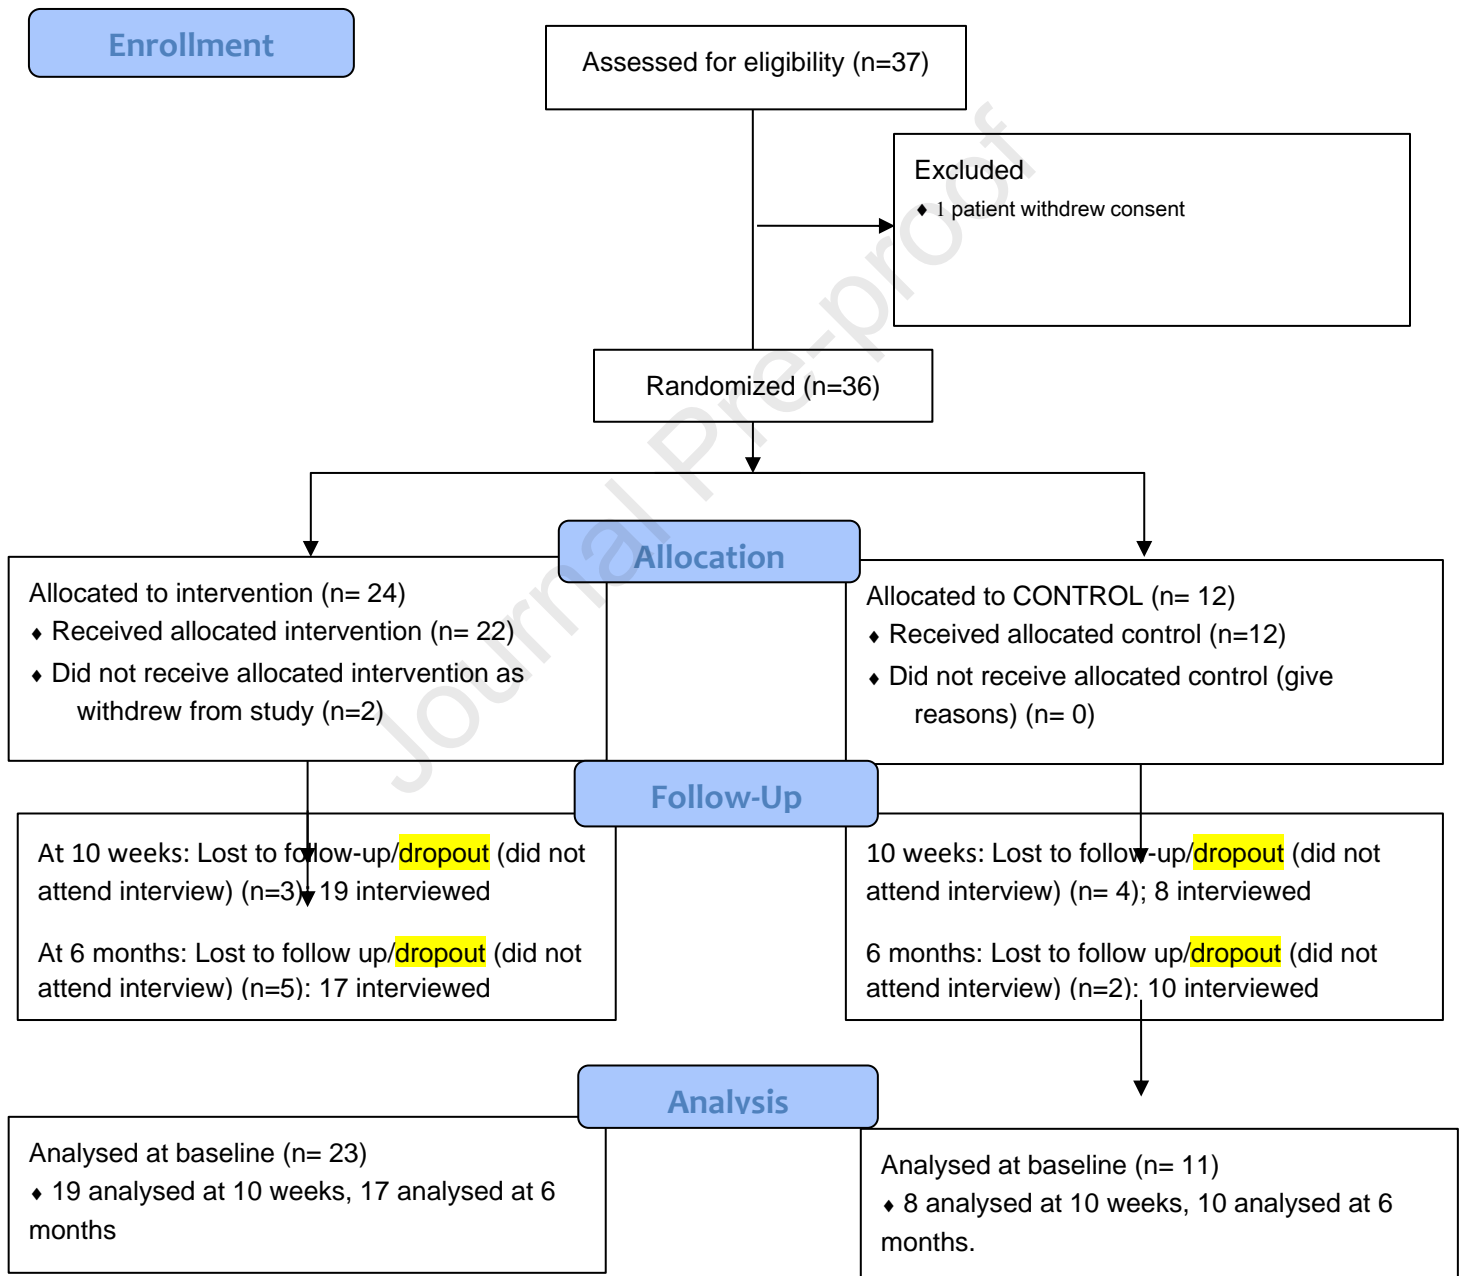 Enrollment
Assessed for eligibility (n=37)
Excluded
♦ 1 patient withdrew consent
Randomized (n=36)
Allocation
Allocated to intervention (n= 24)
♦ Received allocated intervention (n= 22)
♦ Did not receive allocated intervention as
withdrew from study (n=2)
Allocated to CONTROL (n= 12)
♦ Received allocated control (n=12)
♦ Did not receive allocated control (give
reasons) (n= 0)
Follow-Up
At 10 weeks: Lost to follow-up/dropout (did not
attend interview) (n=3); 19 interviewed
At 6 months: Lost to follow up/dropout (did not
attend interview) (n=5): 17 interviewed
10 weeks: Lost to follow-up/dropout (did not
attend interview) (n= 4); 8 interviewed
6 months: Lost to follow up/dropout (did not
attend interview) (n=2): 10 interviewed
Analysis
Analysed at baseline (n= 23)
♦ 19 analysed at 10 weeks, 17 analysed at 6
months
Analysed at baseline (n= 11)
♦ 8 analysed at 10 weeks, 10 analysed at 6
months.
Journal Pre-proof